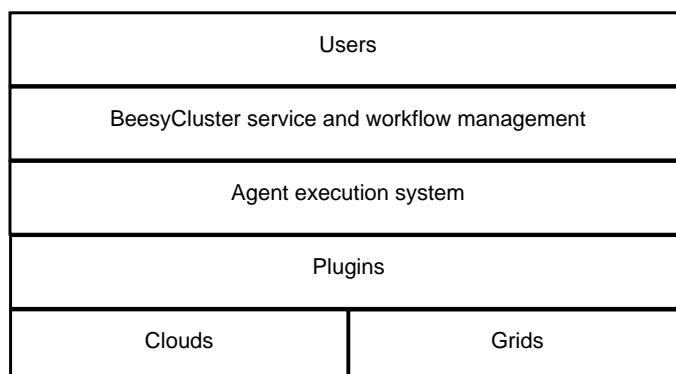 Users
BeesyCluster service and workflow management
Agent execution system
Plugins
Clouds
Grids